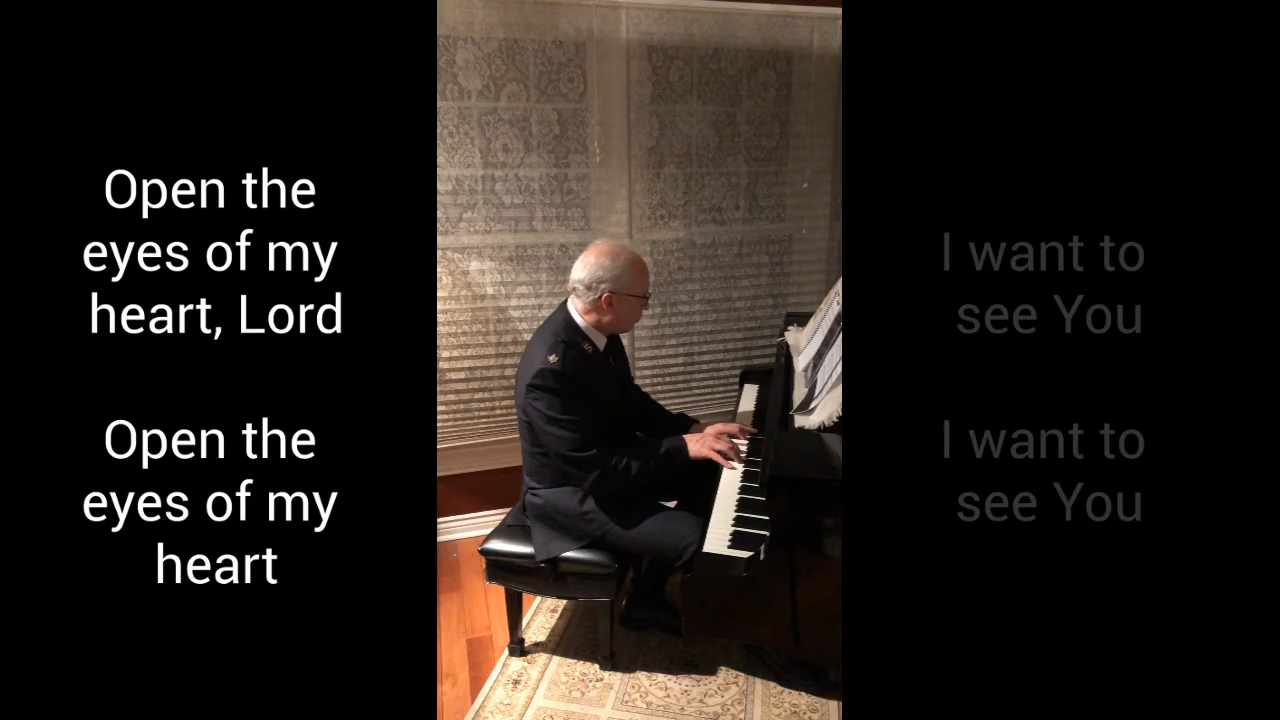 Open the
eyes of my
heart, Lord
Open the
eyes of my
heart
I want to
see You
I want to
see You